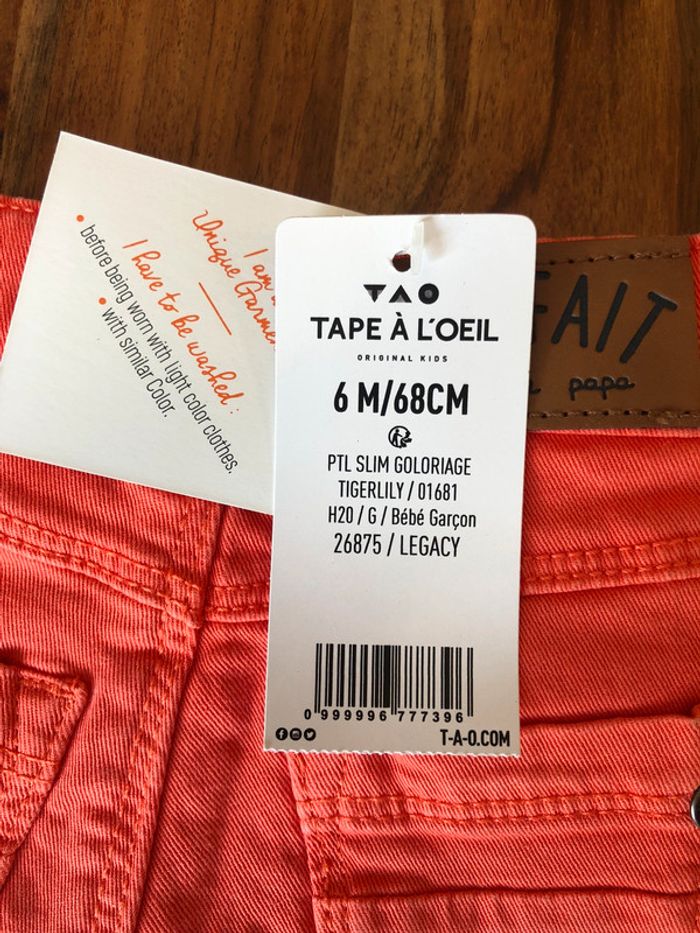 I am a
Unique Garment
I have to be washed:
• before being worn with light color clothes.
• with similar Color.
TAO
TAPE À L'OEIL
ORIGINAL KIDS
6 M/68CM
PTL SLIM GOLORIAGE
TIGERLILY / 01681
H20 / G / Bébé Garçon
26875 / LEGACY
0 999996 777396
T-A-O.COM
FAIT
papa